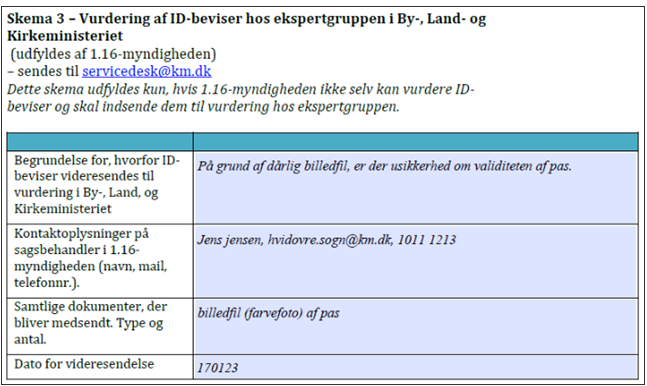 Skema 3 – Vurdering af ID-beviser hos ekspertgruppen i By-, Land- og
Kirkeministeriet
(udfyldes af 1.16-myndigheden)
– sendes til servicedesk@km.dk
Dette skema udfyldes kun, hvis 1.16-myndigheden ikke selv kan vurdere ID-
beviser og skal indsende dem til vurdering hos ekspertgruppen.
Begrundelse for, hvorfor ID-
beviser videresendes til
vurdering i By-, Land, og
Kirkeministeriet
På grund af dårlig billedfil, er der usikkerhed om validiteten af pas.
Kontaktoplysninger på
sagsbehandler i 1.16-
myndigheden (navn, mail,
telefonnr.).
Jens jensen, hvidovre.sogn@km.dk, 1011 1213
Samtlige dokumenter, der
bliver medsendt. Type og
antal.
billedfil (farvefoto) af pas
Dato for videresendelse
170123